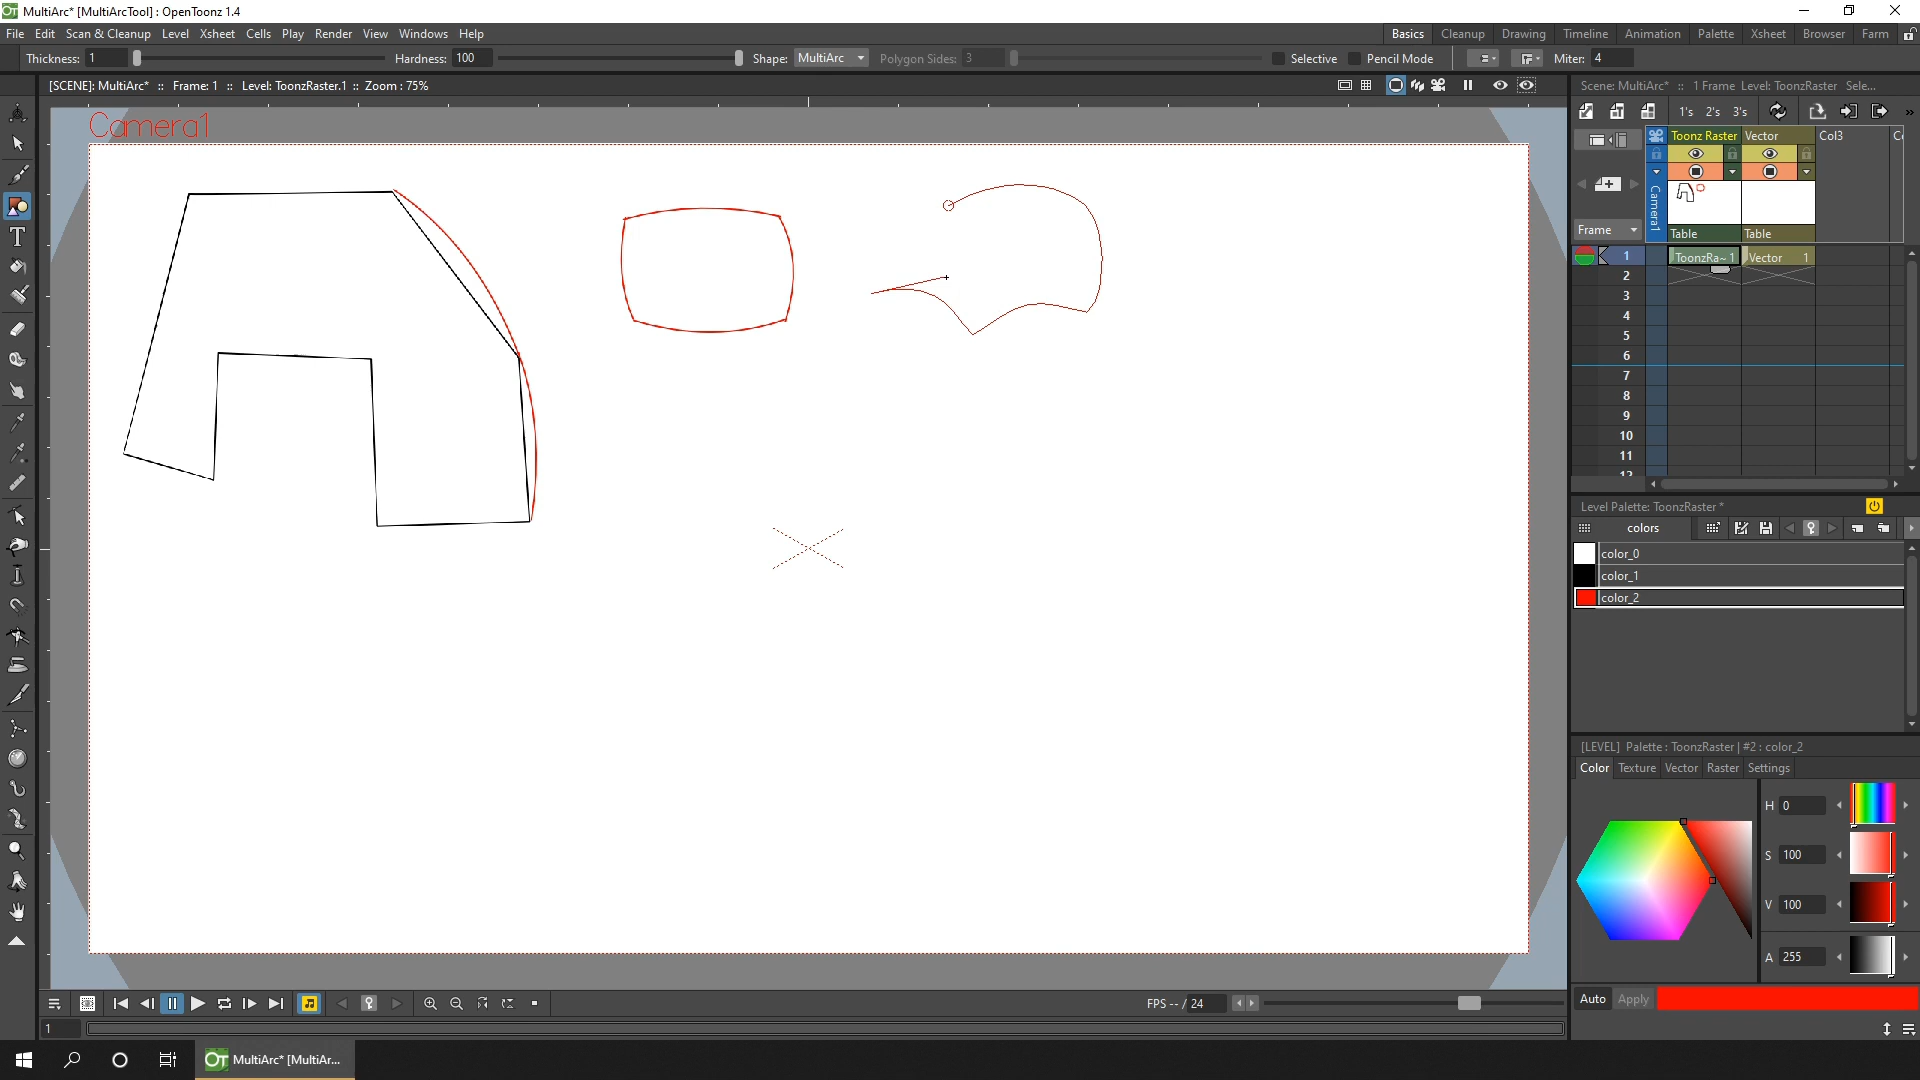 MultiArc* [MultiArcTool] : OpenToonz 1.4
File Edit Scan & Cleanup Level Xsheet Cells Play Render View Windows Help
Basics Cleanup Drawing Timeline Animation Palette Xsheet Browser Farm
Thickness: 1 Hardness: 100 Shape: MultiArc Polygon Sides: 3 Selective Pencil Mode Miter: 4
[SCENE]: MultiArc* :: Frame: 1 :: Level: ToonzRaster.1 :: Zoom : 75%
Scene: MultiArc* :: 1 Frame Level: ToonzRaster Sele...
1's 2's 3's
Camera1
Toonz Raster Vector Col3
Camera1
Frame
Table Table
1 ToonzRa~ 1 Vector 1
2
3
4
5
6
7
8
9
10
11
12
Level Palette: ToonzRaster *
colors
color_0
color_1
color_2
[LEVEL] Palette : ToonzRaster | #2 : color_2
Color Texture Vector Raster Settings
H 0
S 100
V 100
A 255
Auto Apply
FPS -- / 24
1
MultiArc* [MultiAr...